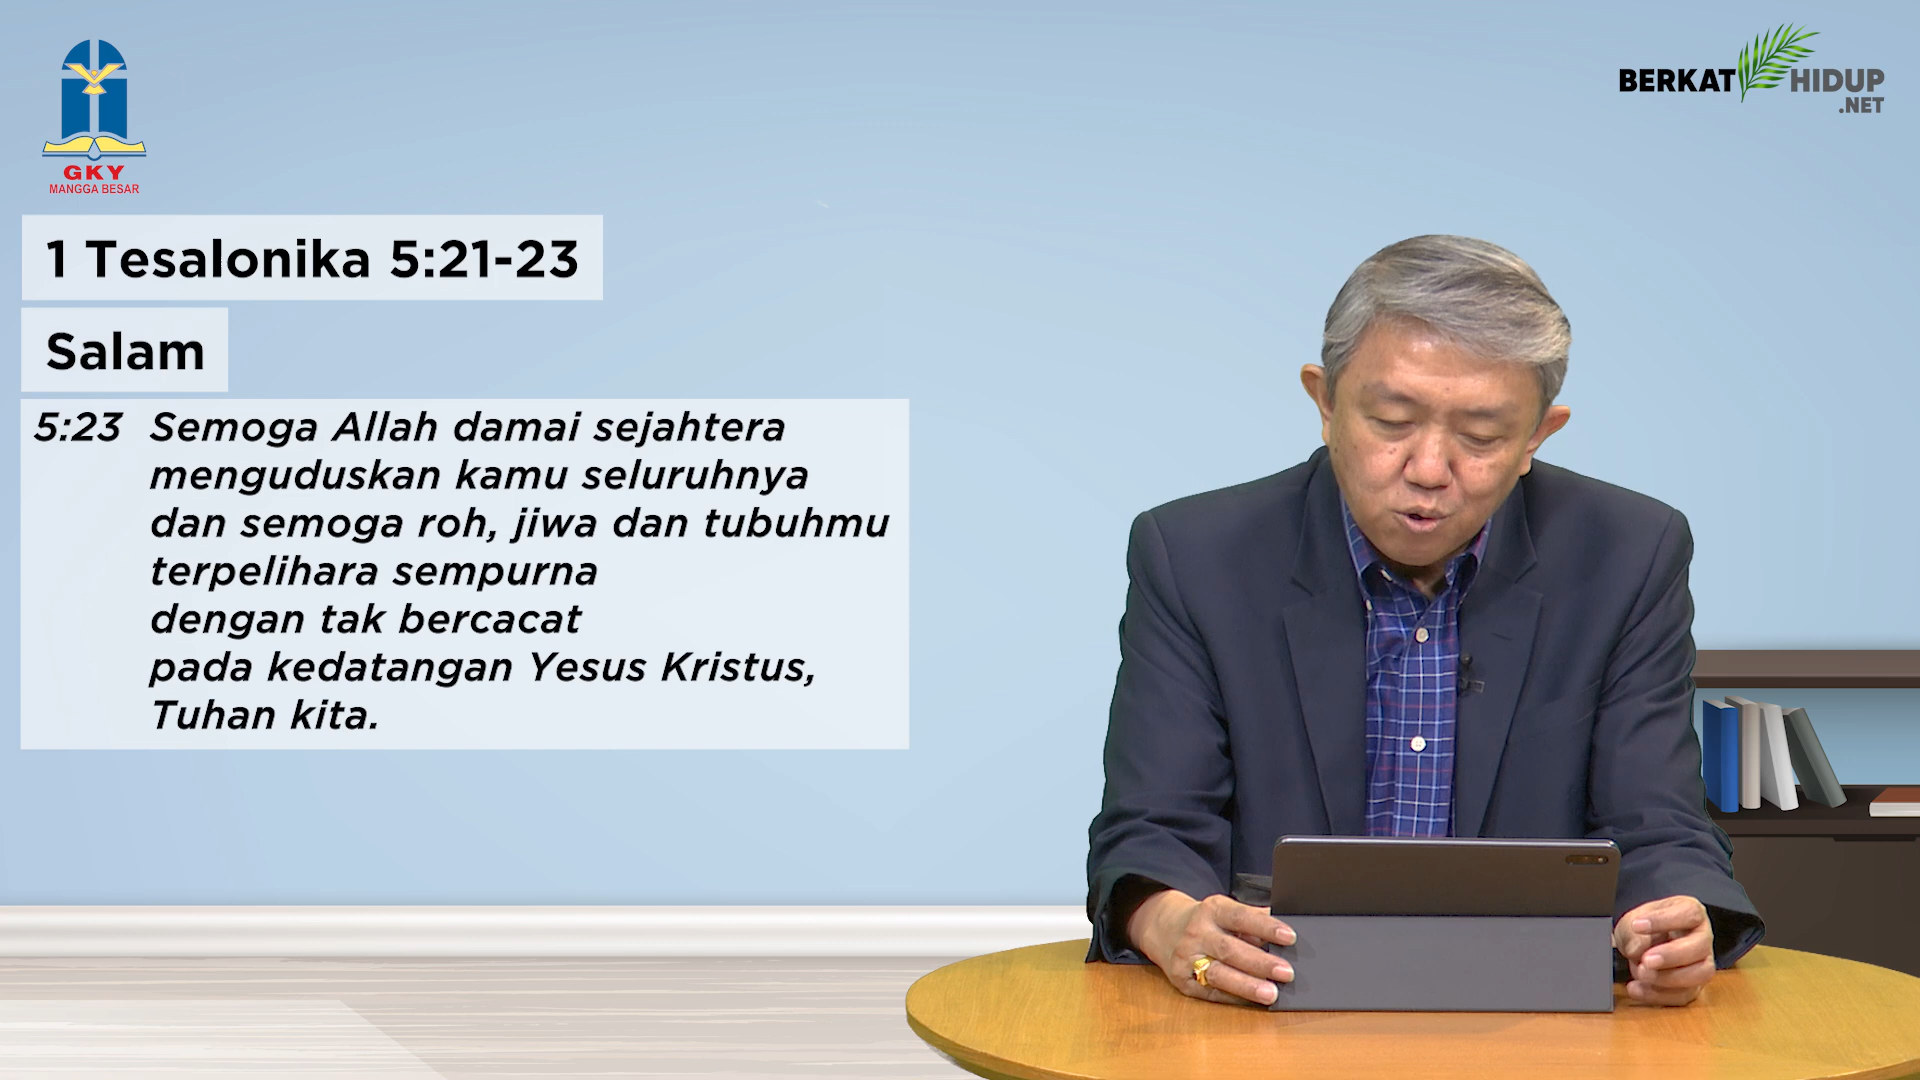 GKY
MANGGA BESAR
BERKAT HIDUP
.NET
1 Tesalonika 5:21-23
Salam
5:23 Semoga Allah damai sejahtera
menguduskan kamu seluruhnya
dan semoga roh, jiwa dan tubuhmu
terpelihara sempurna
dengan tak bercacat
pada kedatangan Yesus Kristus,
Tuhan kita.